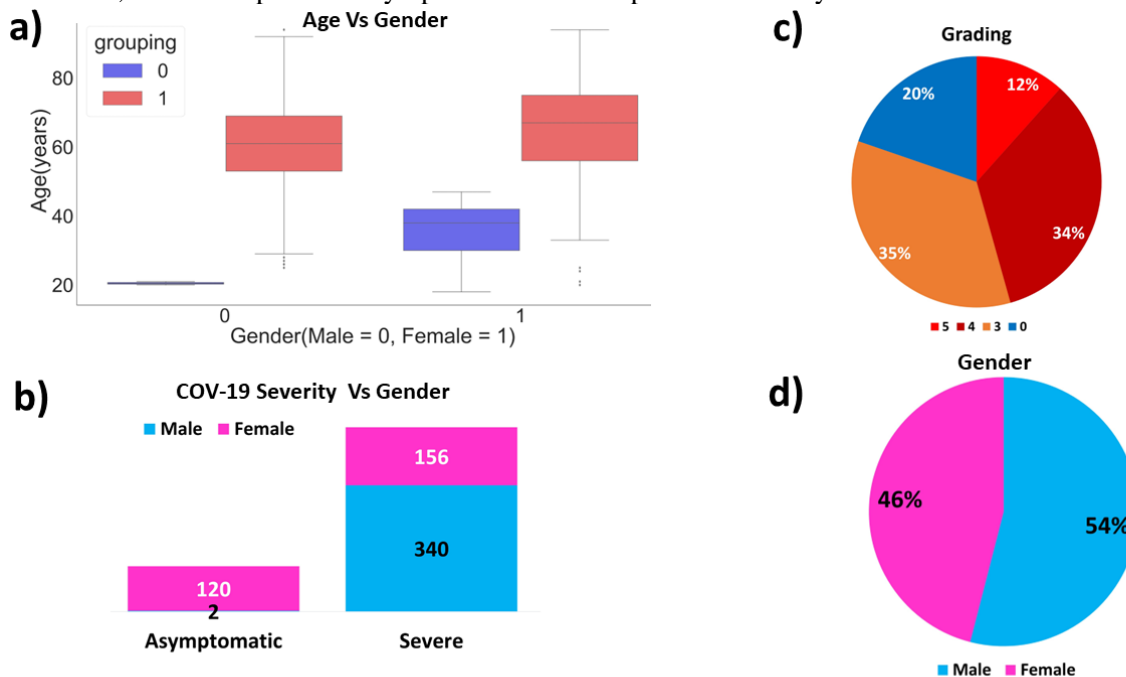 a)
Age Vs Gender
grouping
0
1
80
60
40
20
Age(years)
0 1
Gender(Male = 0, Female = 1)
b)
COV-19 Severity Vs Gender
Male Female
120
2
156
340
Asymptomatic Severe
c)
Grading
12%
20%
34%
35%
5 4 3 0
d)
Gender
46%
54%
Male Female